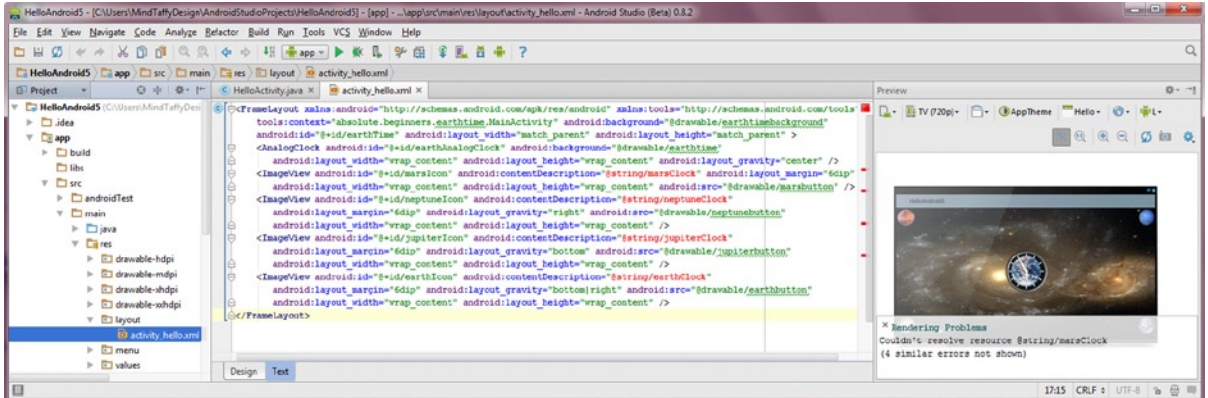 HelloAndroid5 - [C:\Users\MindTaffyDesign\AndroidStudioProjects\HelloAndroid5] - [app] - ...\app\src\main\res\layout\activity_hello.xml - Android Studio (Beta) 0.8.2
File Edit View Navigate Code Analyze Refactor Build Run Tools VCS Window Help
app
HelloAndroid5 app src main res layout activity_hello.xml
Project
HelloActivity.java × activity_hello.xml ×
HelloAndroid5 (C:\Users\MindTaffyDesi
.idea
app
build
libs
src
androidTest
main
java
res
drawable-hdpi
drawable-mdpi
drawable-xhdpi
drawable-xxhdpi
layout
activity_hello.xml
menu
values
<FrameLayout xmlns:android="http://schemas.android.com/apk/res/android" xmlns:tools="http://schemas.android.com/tools"
tools:context="absolute.beginners.earthtime.MainActivity" android:background="@drawable/earthtimebackground"
android:id="@+id/earthTime" android:layout_width="match_parent" android:layout_height="match_parent" >
<AnalogClock android:id="@+id/earthAnalogClock" android:background="@drawable/earthtime"
android:layout_width="wrap_content" android:layout_height="wrap_content" android:layout_gravity="center" />
<ImageView android:id="@+id/marsIcon" android:contentDescription="@string/marsClock" android:layout_margin="6dip"
android:layout_width="wrap_content" android:layout_height="wrap_content" android:src="@drawable/marsbutton" />
<ImageView android:id="@+id/neptuneIcon" android:contentDescription="@string/neptuneClock"
android:layout_margin="6dip" android:layout_gravity="right" android:src="@drawable/neptunebutton"
android:layout_width="wrap_content" android:layout_height="wrap_content" />
<ImageView android:id="@+id/jupiterIcon" android:contentDescription="@string/jupiterClock"
android:layout_margin="6dip" android:layout_gravity="bottom" android:src="@drawable/jupiterbutton"
android:layout_width="wrap_content" android:layout_height="wrap_content" />
<ImageView android:id="@+id/earthIcon" android:contentDescription="@string/earthClock"
android:layout_margin="6dip" android:layout_gravity="bottom|right" android:src="@drawable/earthbutton"
android:layout_width="wrap_content" android:layout_height="wrap_content" />
</FrameLayout>
Design Text
Preview
TV (720p) AppTheme Hello L
HelloAndroid5
× Rendering Problems
Couldn't resolve resource @string/marsClock
(4 similar errors not shown)
17:15 CRLF UTF-8